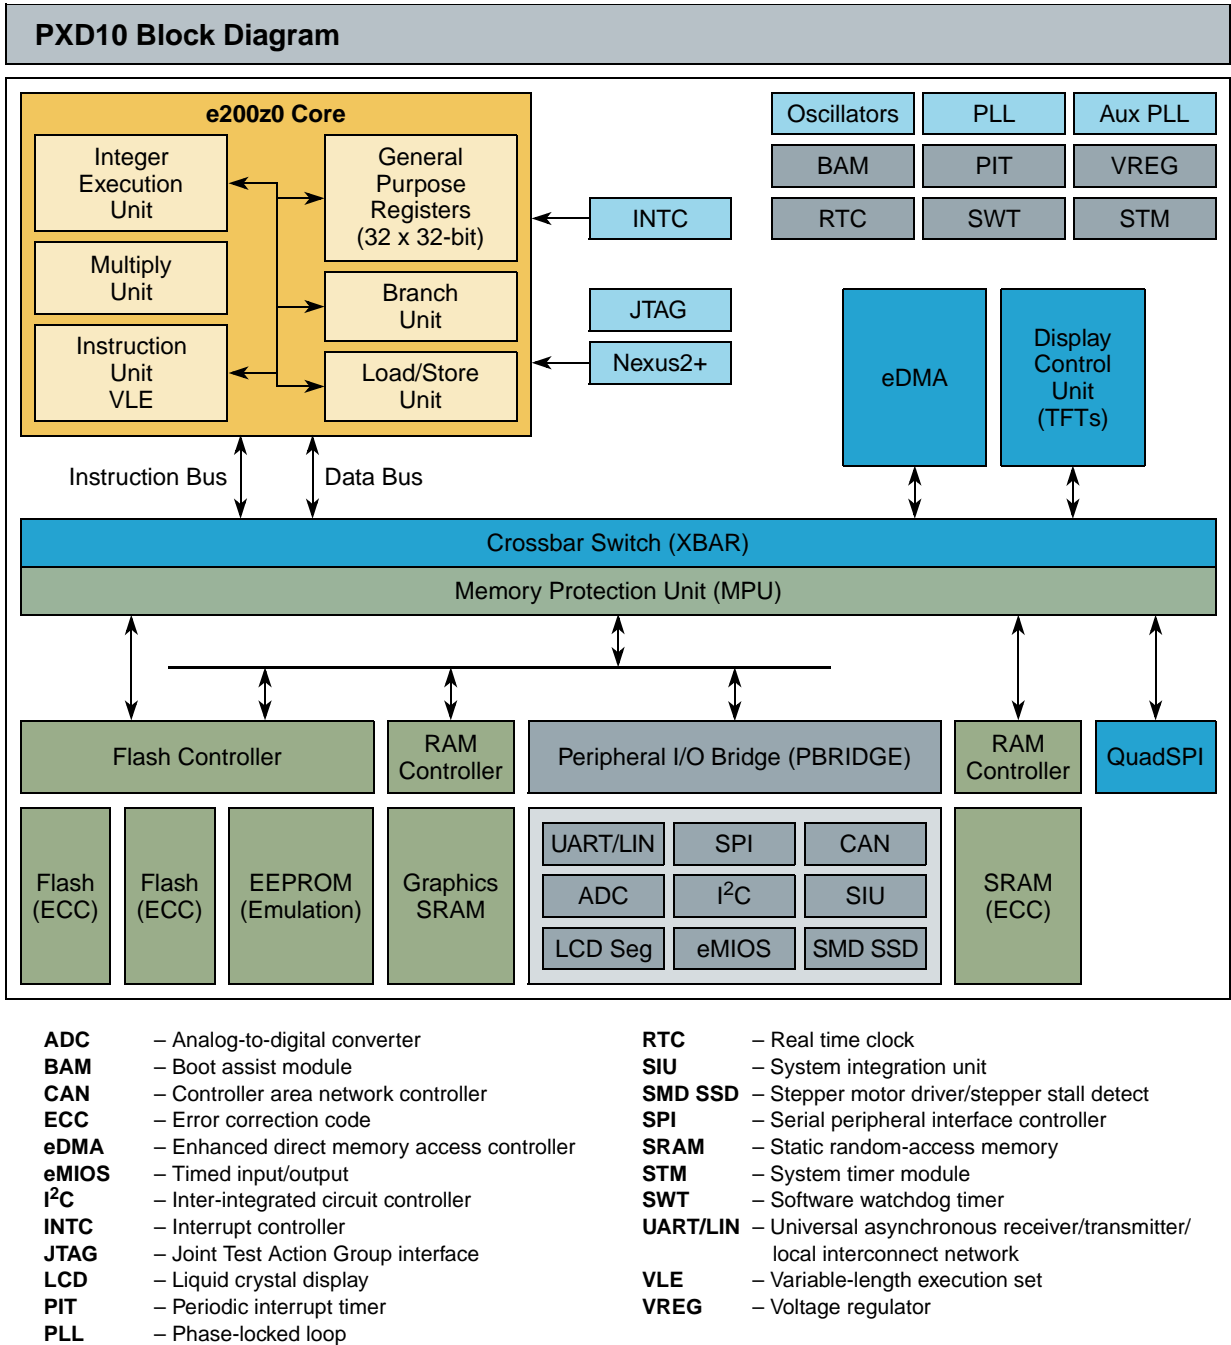 PXD10 Block Diagram
e200z0 Core
Integer
Execution
Unit
General
Purpose
Registers
(32 x 32-bit)
Multiply
Unit
Branch
Unit
Instruction
Unit
VLE
Load/Store
Unit
INTC
JTAG
Nexus2+
Oscillators
PLL
Aux PLL
BAM
PIT
VREG
RTC
SWT
STM
eDMA
Display
Control
Unit
(TFTs)
Instruction Bus
Data Bus
Crossbar Switch (XBAR)
Memory Protection Unit (MPU)
Flash Controller
RAM
Controller
Peripheral I/O Bridge (PBRIDGE)
RAM
Controller
QuadSPI
Flash
(ECC)
Flash
(ECC)
EEPROM
(Emulation)
Graphics
SRAM
UART/LIN
SPI
CAN
ADC
I²C
SIU
LCD Seg
eMIOS
SMD SSD
SRAM
(ECC)
ADC – Analog-to-digital converter
BAM – Boot assist module
CAN – Controller area network controller
ECC – Error correction code
eDMA – Enhanced direct memory access controller
eMIOS – Timed input/output
I²C – Inter-integrated circuit controller
INTC – Interrupt controller
JTAG – Joint Test Action Group interface
LCD – Liquid crystal display
PIT – Periodic interrupt timer
PLL – Phase-locked loop
RTC – Real time clock
SIU – System integration unit
SMD SSD – Stepper motor driver/stepper stall detect
SPI – Serial peripheral interface controller
SRAM – Static random-access memory
STM – System timer module
SWT – Software watchdog timer
UART/LIN – Universal asynchronous receiver/transmitter/
local interconnect network
VLE – Variable-length execution set
VREG – Voltage regulator